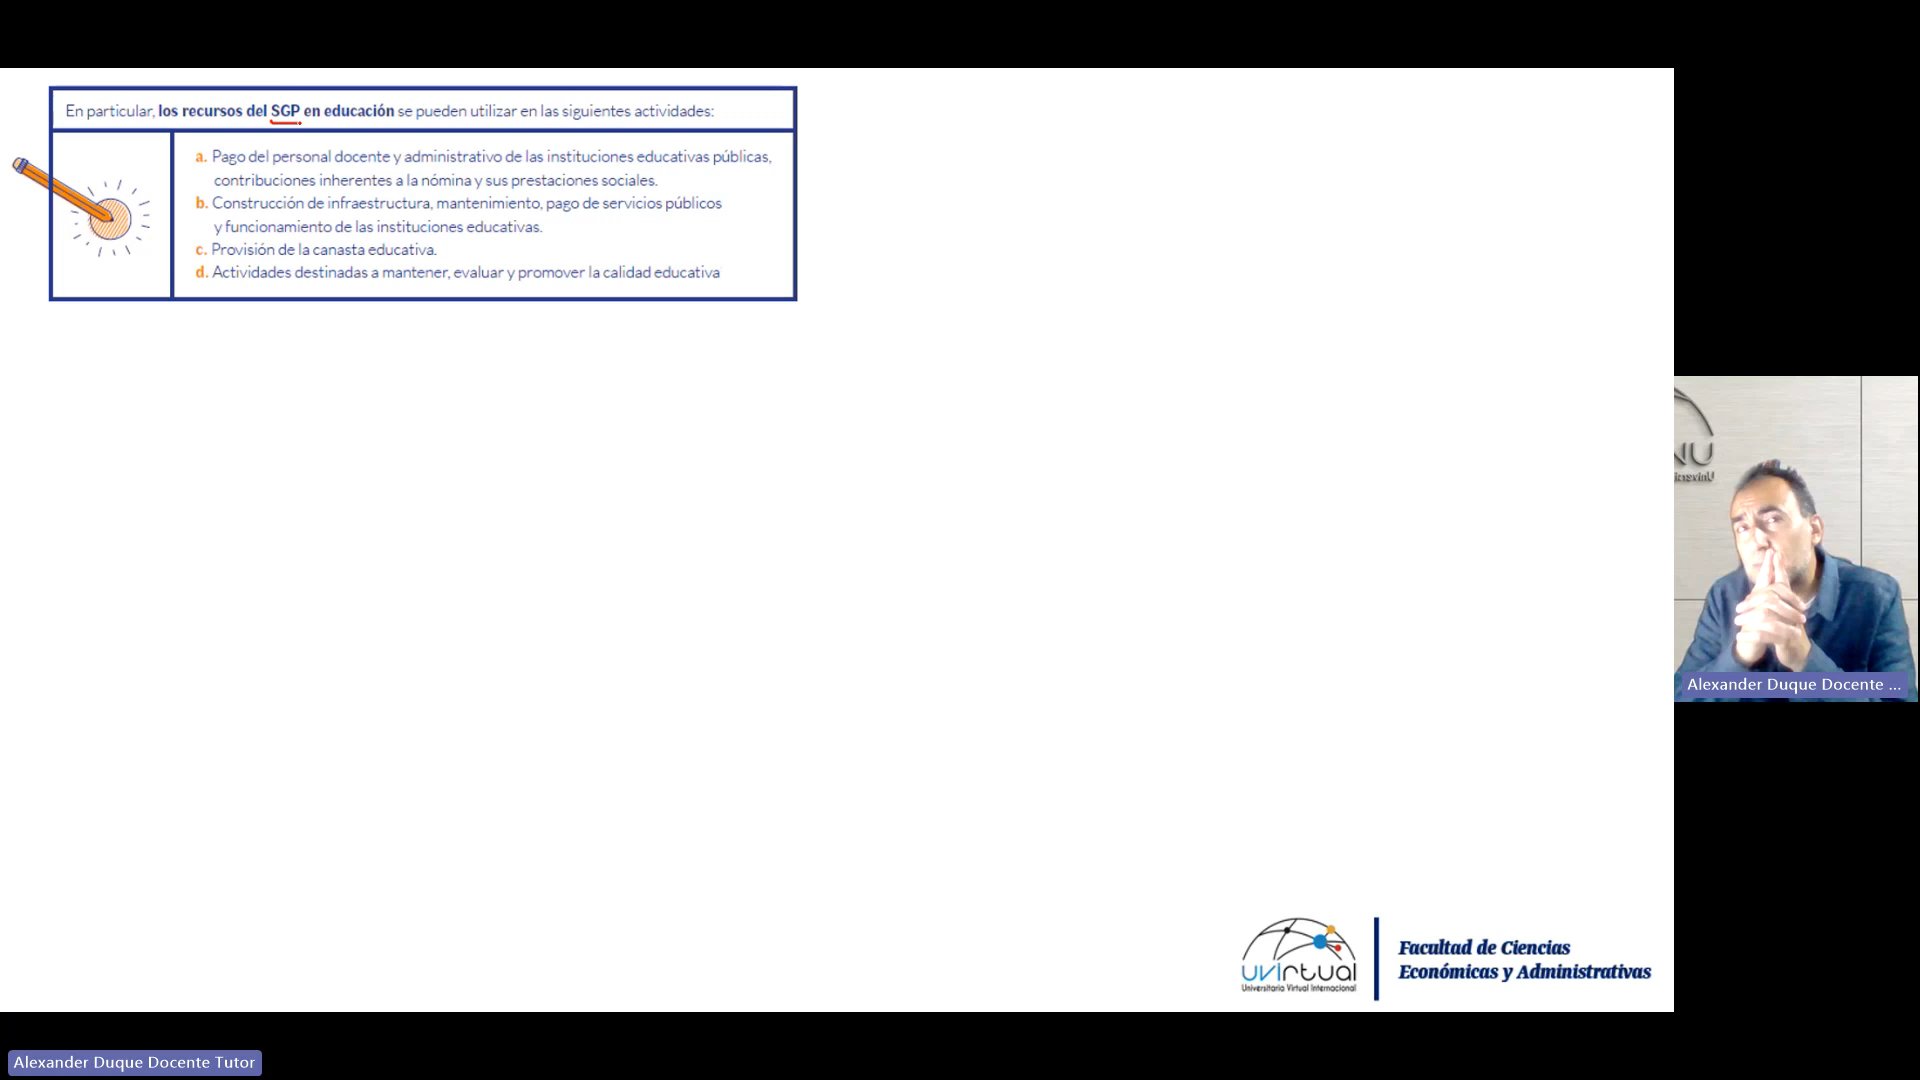 En particular, los recursos del SGP en educación se pueden utilizar en las siguientes actividades:
a. Pago del personal docente y administrativo de las instituciones educativas públicas,
contribuciones inherentes a la nómina y sus prestaciones sociales.
b. Construcción de infraestructura, mantenimiento, pago de servicios públicos
y funcionamiento de las instituciones educativas.
c. Provisión de la canasta educativa.
d. Actividades destinadas a mantener, evaluar y promover la calidad educativa
Alexander Duque Docente ...
uvirtual
Universitaria Virtual Internacional
Facultad de Ciencias
Económicas y Administrativas
Alexander Duque Docente Tutor